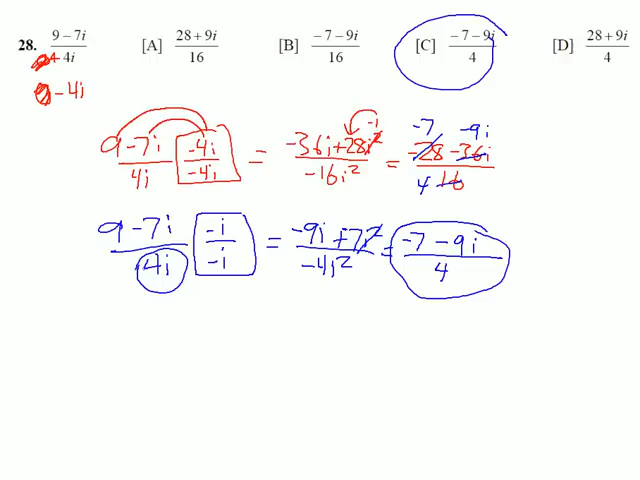 28. (9 − 7i)/(4i) [A] (28 + 9i)/16 [B] (−7 − 9i)/16 [C] (−7 − 9i)/4 [D] (28 + 9i)/4
− 4i
(9 − 7i)/(4i) (−4i)/(−4i) = (−36i + 28i²)/(−16i²) = (−28 − 36i)/16
−1
−7 −9i
4
(9 − 7i)/(4i) (−i)/(−i) = (−9i + 7i²)/(−4i²) = (−7 − 9i)/4